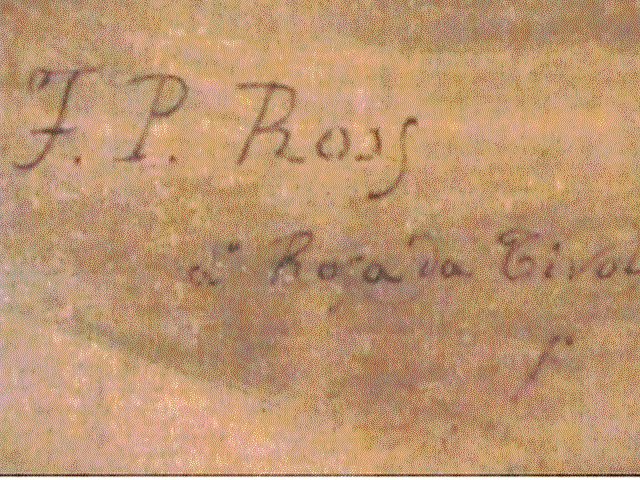 F. P. Ross
a Rosa da Tivol
f